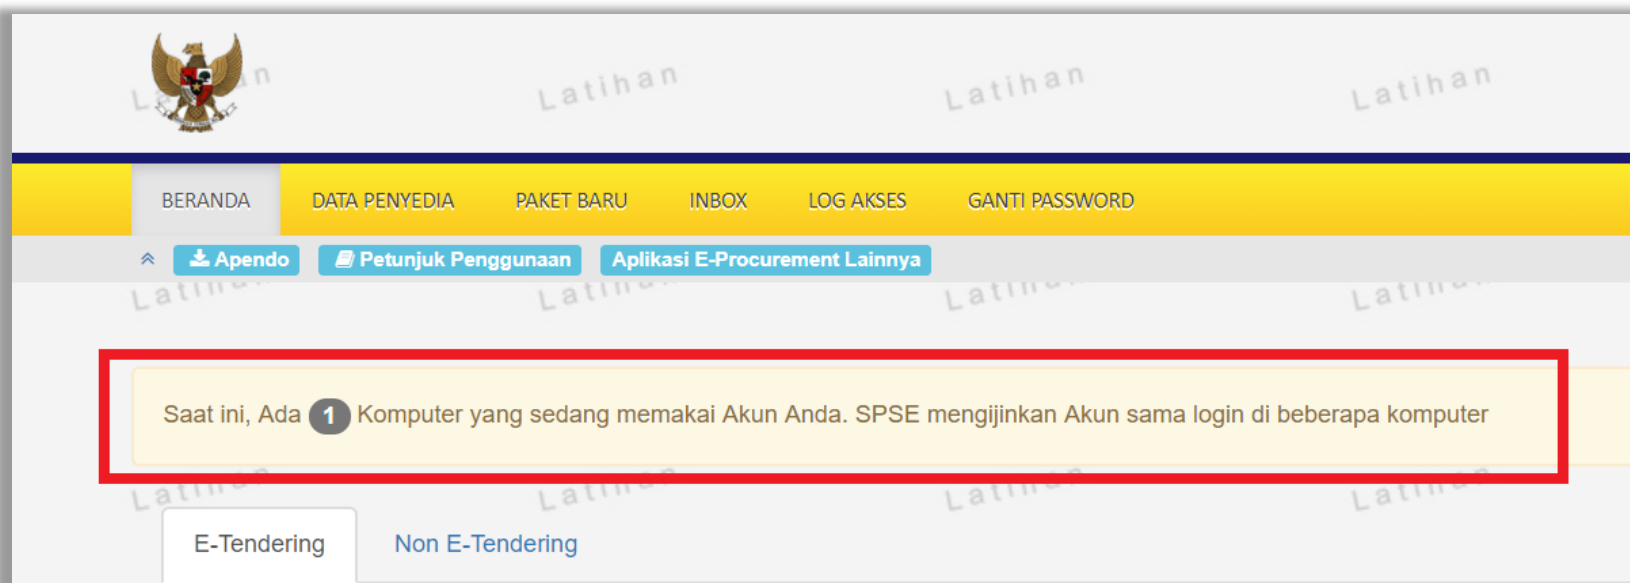 Latihan Latihan Latihan
BERANDA DATA PENYEDIA PAKET BARU INBOX LOG AKSES GANTI PASSWORD
Apendo Petunjuk Penggunaan Aplikasi E-Procurement Lainnya
Saat ini, Ada 1 Komputer yang sedang memakai Akun Anda. SPSE mengijinkan Akun sama login di beberapa komputer
E-Tendering Non E-Tendering